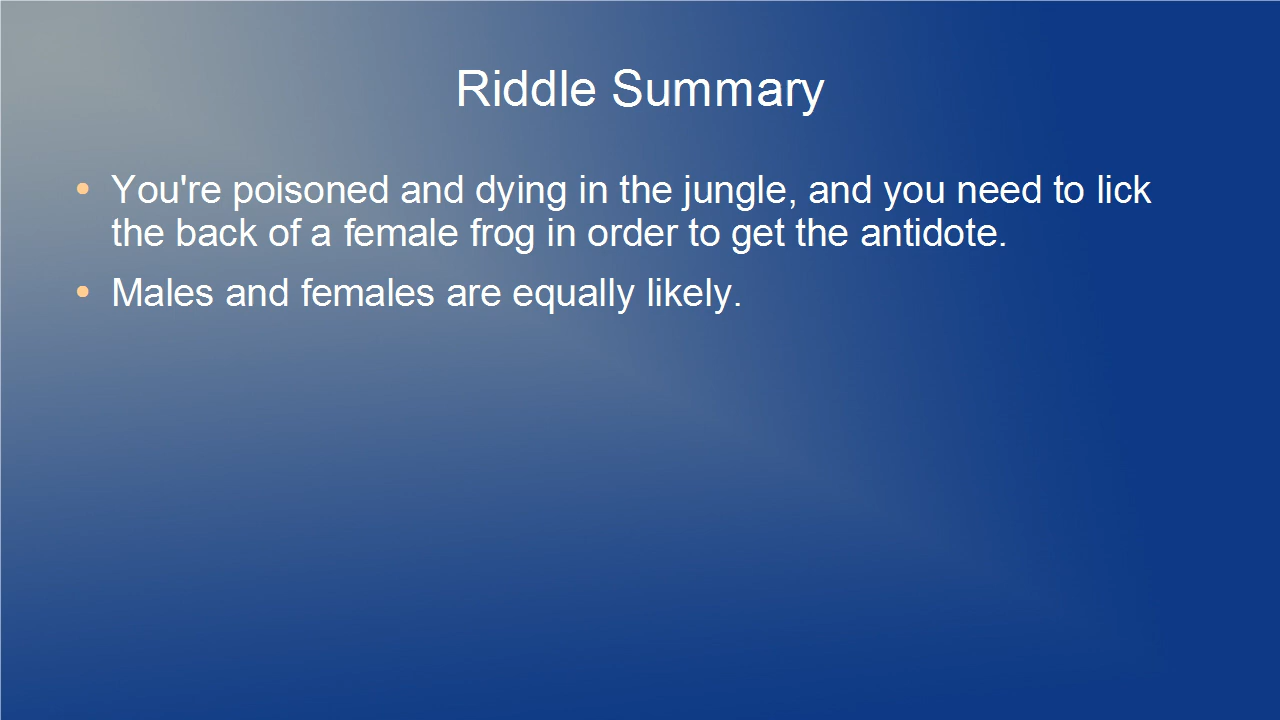 Riddle Summary
• You're poisoned and dying in the jungle, and you need to lick
the back of a female frog in order to get the antidote.
• Males and females are equally likely.